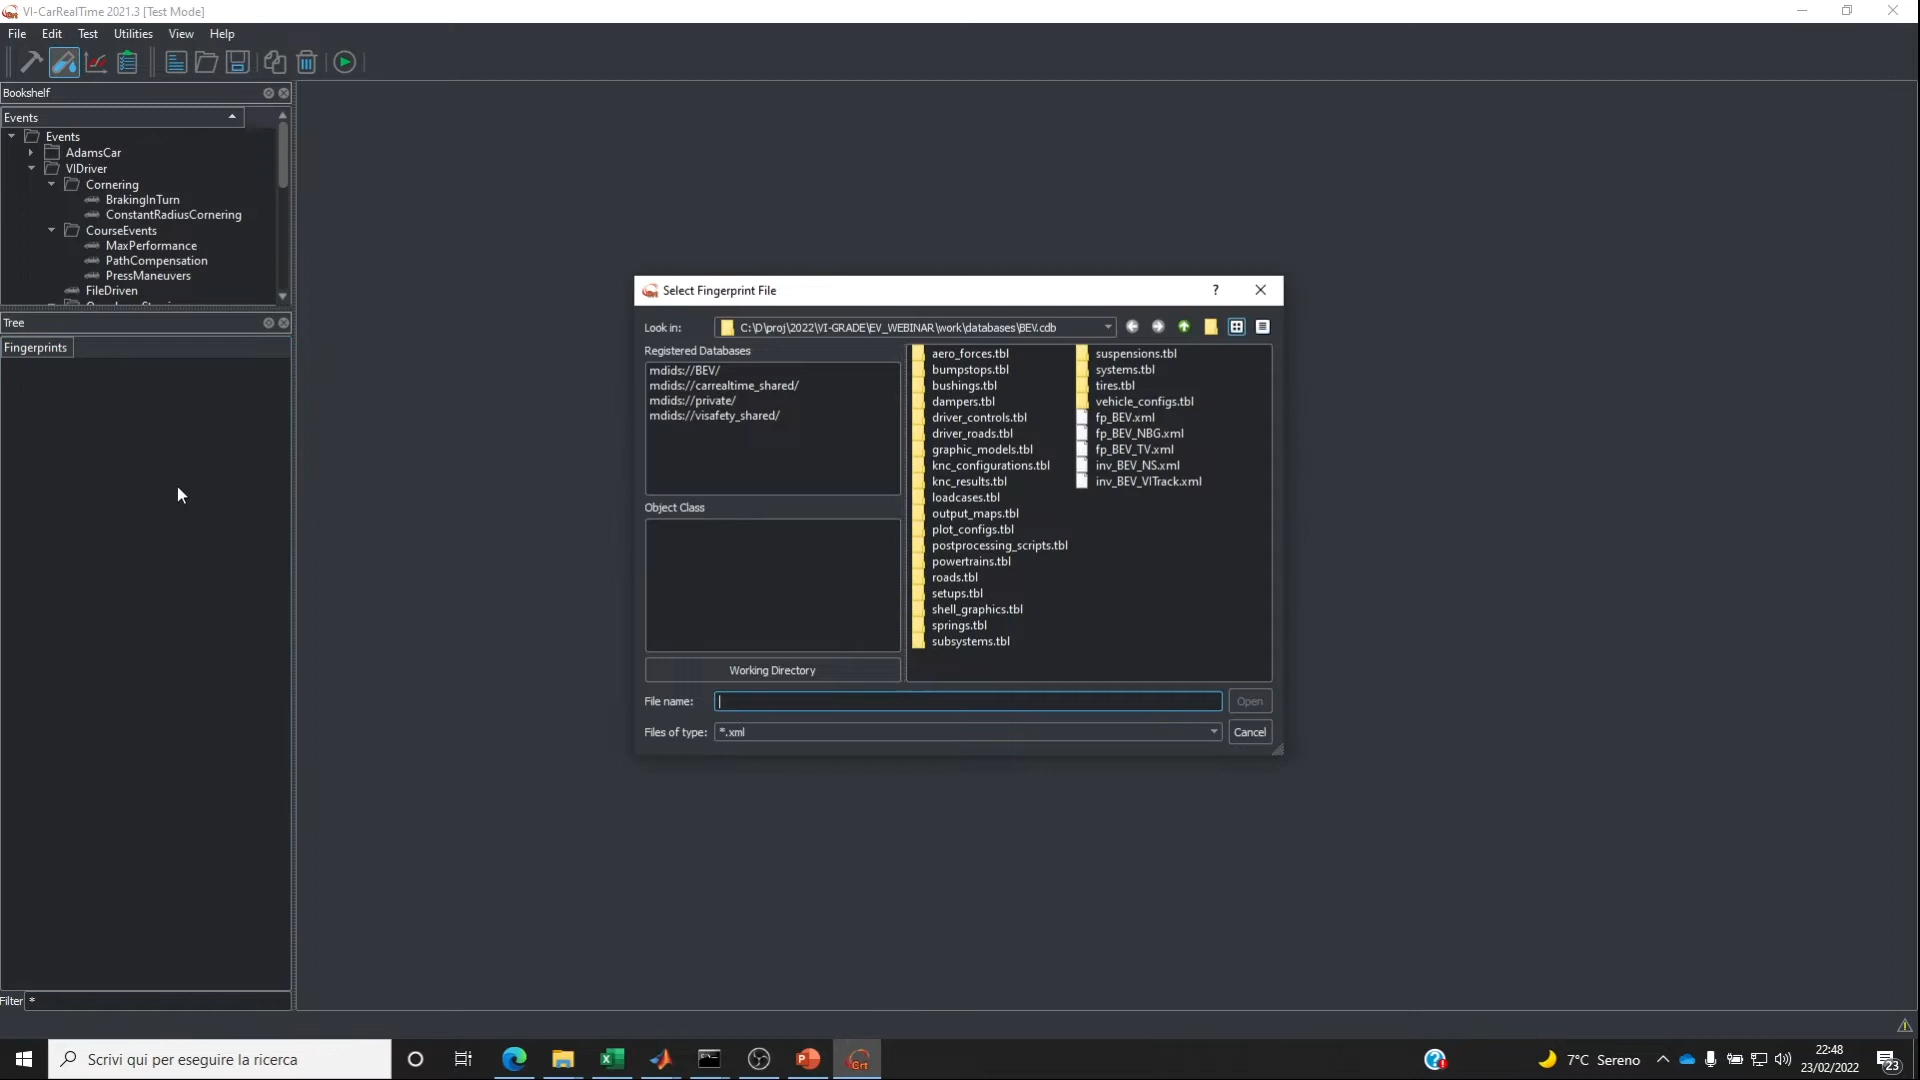 VI-CarRealTime 2021.3 [Test Mode]
File Edit Test Utilities View Help
Bookshelf
Events
Events
AdamsCar
VIDriver
Cornering
BrakingInTurn
ConstantRadiusCornering
CourseEvents
MaxPerformance
PathCompensation
PressManeuvers
FileDriven
Tree
Fingerprints
Filter *
Select Fingerprint File
?
Look in: C:\D\proj\2022\VI-GRADE\EV_WEBINAR\work\databases\BEV.cdb
Registered Databases
mdids://BEV/
mdids://carrealtime_shared/
mdids://private/
mdids://visafety_shared/
Object Class
Working Directory
aero_forces.tbl
bumpstops.tbl
bushings.tbl
dampers.tbl
driver_controls.tbl
driver_roads.tbl
graphic_models.tbl
knc_configurations.tbl
knc_results.tbl
loadcases.tbl
output_maps.tbl
plot_configs.tbl
postprocessing_scripts.tbl
powertrains.tbl
roads.tbl
setups.tbl
shell_graphics.tbl
springs.tbl
subsystems.tbl
suspensions.tbl
systems.tbl
tires.tbl
vehicle_configs.tbl
fp_BEV.xml
fp_BEV_NBG.xml
fp_BEV_TV.xml
inv_BEV_NS.xml
inv_BEV_VITrack.xml
File name:
Open
Files of type: *.xml
Cancel
Scrivi qui per eseguire la ricerca
7°C Sereno
22:48
23/02/2022
23